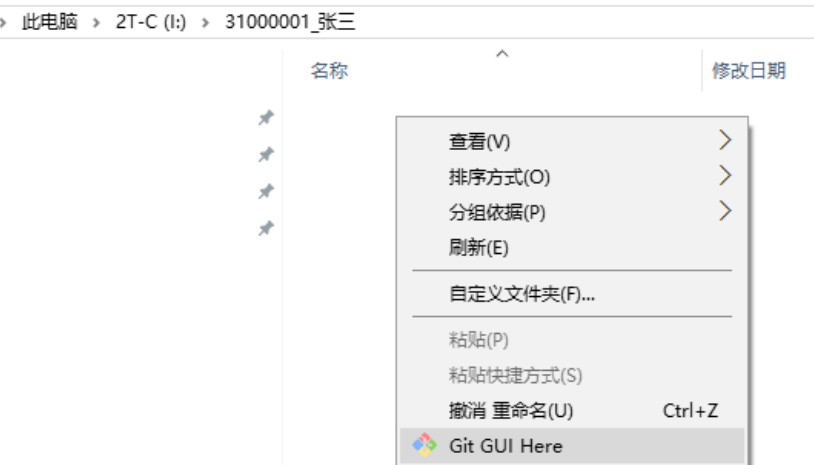 此电脑 > 2T-C (I:) > 31000001_张三
名称 修改日期
查看(V)
排序方式(O)
分组依据(P)
刷新(E)
自定义文件夹(F)...
粘贴(P)
粘贴快捷方式(S)
撤消 重命名(U) Ctrl+Z
Git GUI Here